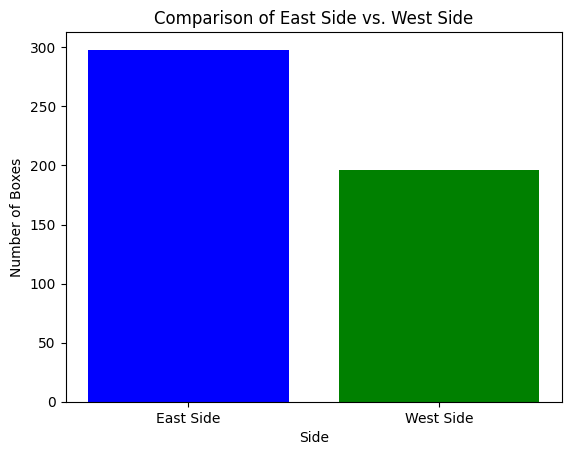 Comparison of East Side vs. West Side
300
250
200
150
100
50
0
Number of Boxes
East Side West Side
Side